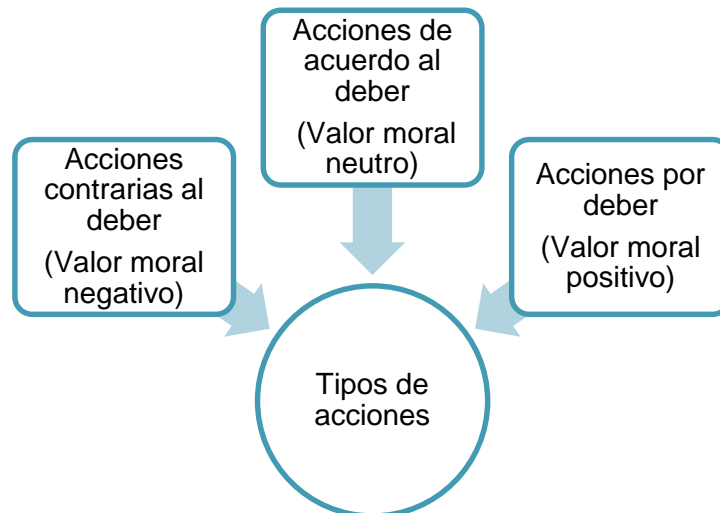 Acciones
contrarias al
deber
(Valor moral
negativo)
Acciones de
acuerdo al
deber
(Valor moral
neutro)
Acciones por
deber
(Valor moral
positivo)
Tipos de
acciones